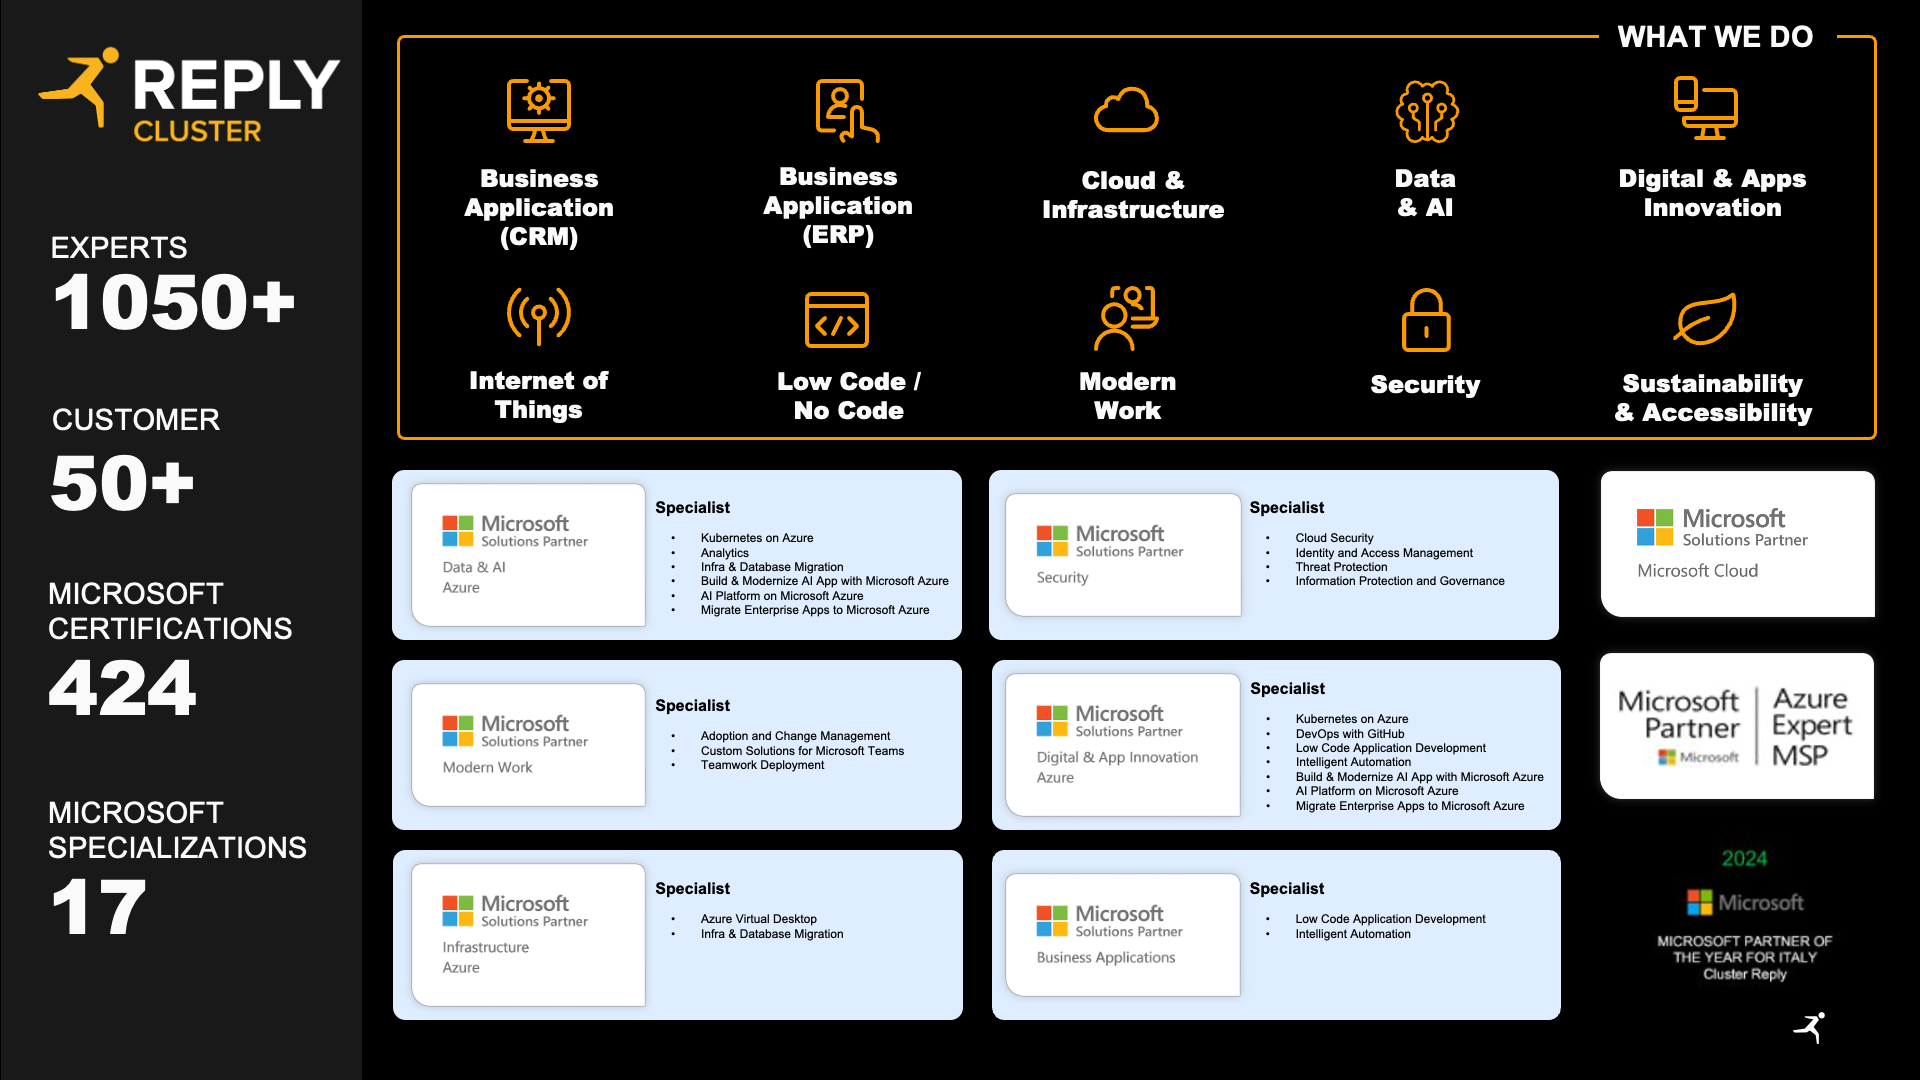 REPLY
CLUSTER
EXPERTS
1050+
CUSTOMER
50+
MICROSOFT
CERTIFICATIONS
424
MICROSOFT
SPECIALIZATIONS
17
WHAT WE DO
Business
Application
(CRM)
Business
Application
(ERP)
Cloud &
Infrastructure
Data
& AI
Digital & Apps
Innovation
Internet of
Things
Low Code /
No Code
Modern
Work
Security
Sustainability
& Accessibility
Microsoft
Solutions Partner
Data & AI
Azure
Specialist
• Kubernetes on Azure
• Analytics
• Infra & Database Migration
• Build & Modernize AI App with Microsoft Azure
• AI Platform on Microsoft Azure
• Migrate Enterprise Apps to Microsoft Azure
Microsoft
Solutions Partner
Security
Specialist
• Cloud Security
• Identity and Access Management
• Threat Protection
• Information Protection and Governance
Microsoft
Solutions Partner
Microsoft Cloud
Microsoft
Solutions Partner
Modern Work
Specialist
• Adoption and Change Management
• Custom Solutions for Microsoft Teams
• Teamwork Deployment
Microsoft
Solutions Partner
Digital & App Innovation
Azure
Specialist
• Kubernetes on Azure
• DevOps with GitHub
• Low Code Application Development
• Intelligent Automation
• Build & Modernize AI App with Microsoft Azure
• AI Platform on Microsoft Azure
• Migrate Enterprise Apps to Microsoft Azure
Microsoft
Partner
Microsoft
Azure
Expert
MSP
Microsoft
Solutions Partner
Infrastructure
Azure
Specialist
• Azure Virtual Desktop
• Infra & Database Migration
Microsoft
Solutions Partner
Business Applications
Specialist
• Low Code Application Development
• Intelligent Automation
2024
Microsoft
MICROSOFT PARTNER OF
THE YEAR FOR ITALY
Cluster Reply